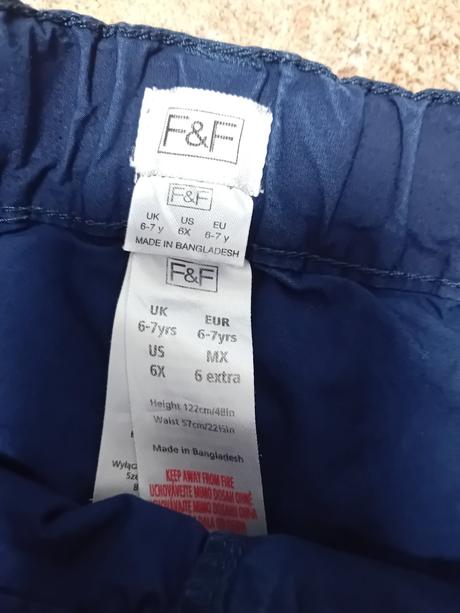 F&F
F&F
UK US EU
6-7 y 6X 6-7 y
MADE IN BANGLADESH
F&F
UK EUR
6-7yrs 6-7yrs
US MX
6X 6 extra
Height 122cm/48in
Waist 57cm/22½in
Made in Bangladesh
KEEP AWAY FROM FIRE
UCHOVÁVEJTE MIMO DOSAH OHNĚ